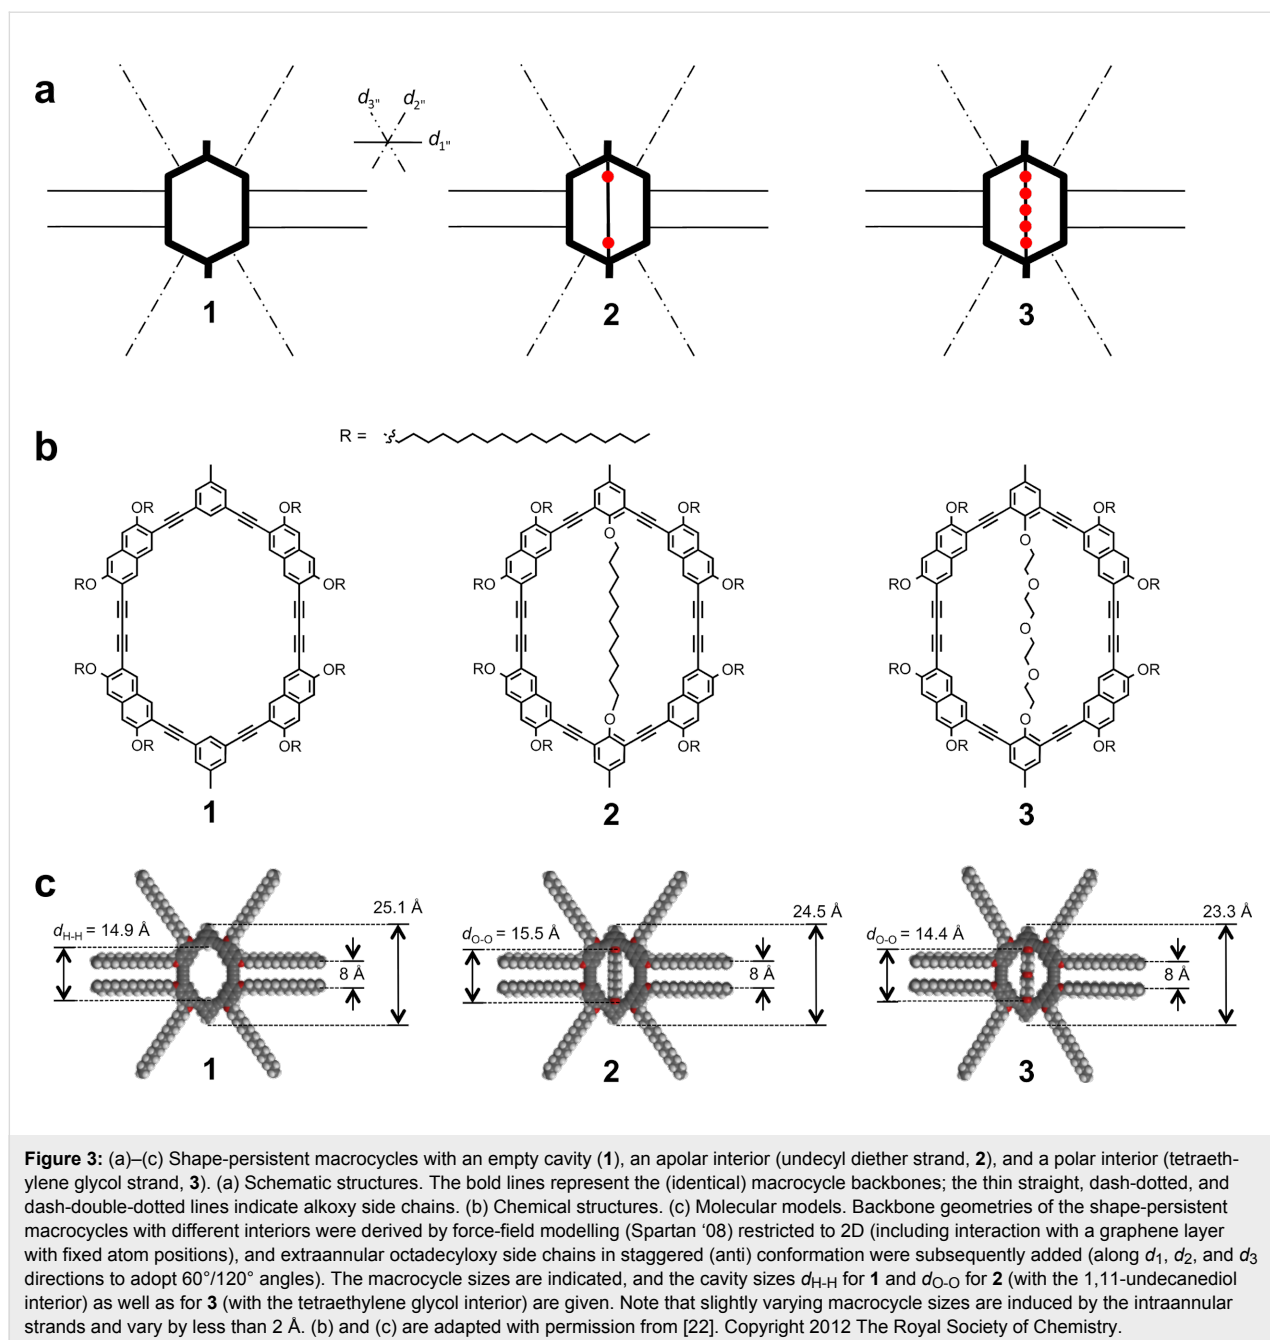 a
d3" d2"
d1"
1 2 3
b
R =
OR OR OR OR OR OR
O O
RO OR RO OR RO OR
O
O
RO OR RO OR RO OR
O
O O
OR OR OR OR OR OR
1 2 3
c
25.1 Å 24.5 Å 23.3 Å
dH-H = 14.9 Å dO-O = 15.5 Å dO-O = 14.4 Å
8 Å 8 Å 8 Å
1 2 3
Figure 3: (a)–(c) Shape-persistent macrocycles with an empty cavity (1), an apolar interior (undecyl diether strand, 2), and a polar interior (tetraeth-
ylene glycol strand, 3). (a) Schematic structures. The bold lines represent the (identical) macrocycle backbones; the thin straight, dash-dotted, and
dash-double-dotted lines indicate alkoxy side chains. (b) Chemical structures. (c) Molecular models. Backbone geometries of the shape-persistent
macrocycles with different interiors were derived by force-field modelling (Spartan ‘08) restricted to 2D (including interaction with a graphene layer
with fixed atom positions), and extraannular octadecyloxy side chains in staggered (anti) conformation were subsequently added (along d1, d2, and d3
directions to adopt 60°/120° angles). The macrocycle sizes are indicated, and the cavity sizes dH-H for 1 and dO-O for 2 (with the 1,11-undecanediol
interior) as well as for 3 (with the tetraethylene glycol interior) are given. Note that slightly varying macrocycle sizes are induced by the intraannular
strands and vary by less than 2 Å. (b) and (c) are adapted with permission from [22]. Copyright 2012 The Royal Society of Chemistry.